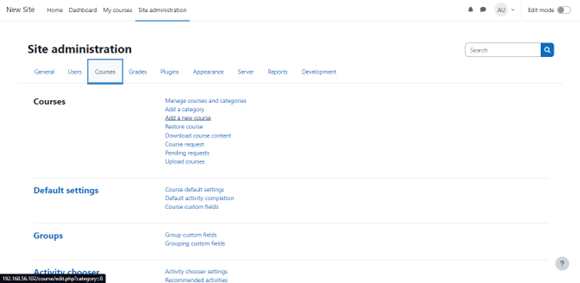 New Site Home Dashboard My courses Site administration AU Edit mode
Site administration
Search
General Users Courses Grades Plugins Appearance Server Reports Development
Courses
Manage courses and categories
Add a category
Add a new course
Restore course
Download course content
Course request
Pending requests
Upload courses
Default settings
Course default settings
Default activity completion
Course custom fields
Groups
Group custom fields
Grouping custom fields
Activity chooser
Activity chooser settings
Recommended activities
192.168.56.102/course/edit.php?category=0
?